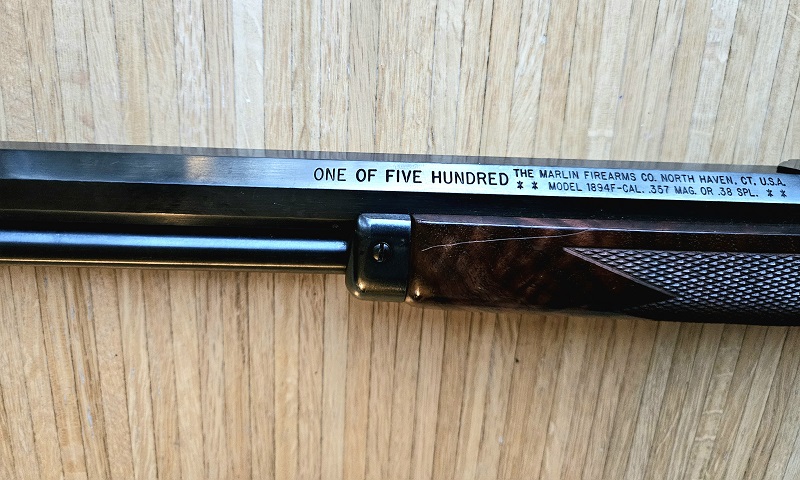 ONE OF FIVE HUNDRED
THE MARLIN FIREARMS CO. NORTH HAVEN, CT, U.S.A.
* * MODEL 1894F-CAL. .357 MAG. OR .38 SPL. * *